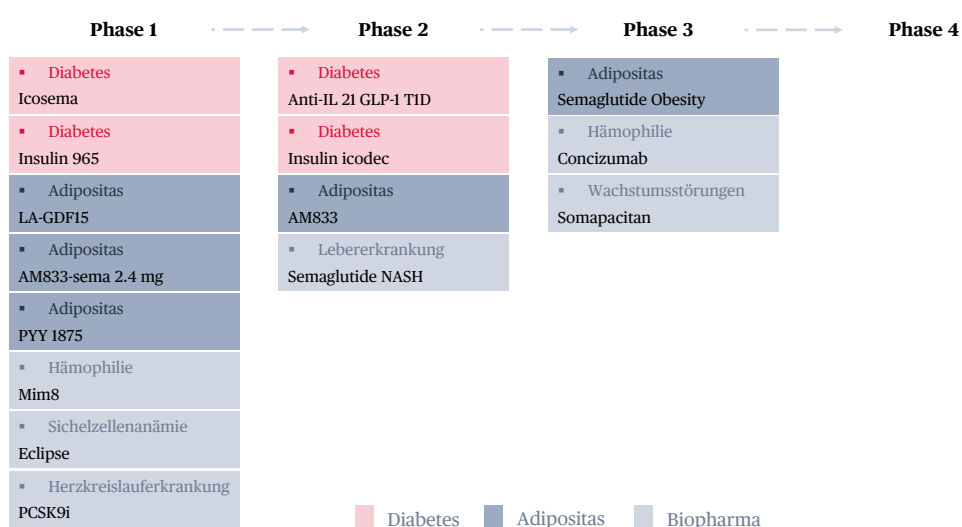 Phase 1
Phase 2
Phase 3
Phase 4
▪ Diabetes
Icosema
▪ Diabetes
Insulin 965
▪ Adipositas
LA-GDF15
▪ Adipositas
AM833-sema 2.4 mg
▪ Adipositas
PYY 1875
▪ Hämophilie
Mim8
▪ Sichelzellenanämie
Eclipse
▪ Herzkreislauferkrankung
PCSK9i
▪ Diabetes
Anti-IL 21 GLP-1 T1D
▪ Diabetes
Insulin icodec
▪ Adipositas
AM833
▪ Lebererkrankung
Semaglutide NASH
▪ Adipositas
Semaglutide Obesity
▪ Hämophilie
Concizumab
▪ Wachstumsstörungen
Somapacitan
Diabetes
Adipositas
Biopharma